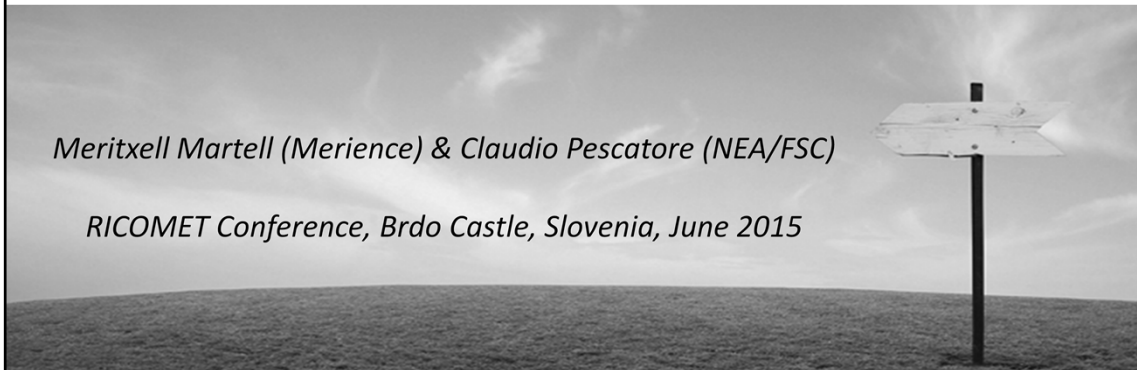 Meritxell Martell (Merience) & Claudio Pescatore (NEA/FSC)
RICOMET Conference, Brdo Castle, Slovenia, June 2015